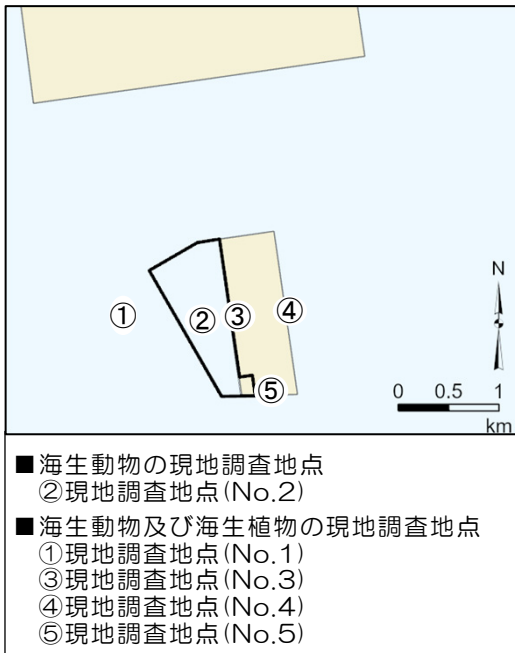 N
①
②
③
④
⑤
0 0.5 1
km
■海生動物の現地調査地点
②現地調査地点(No.2)
■海生動物及び海生植物の現地調査地点
①現地調査地点(No.1)
③現地調査地点(No.3)
④現地調査地点(No.4)
⑤現地調査地点(No.5)